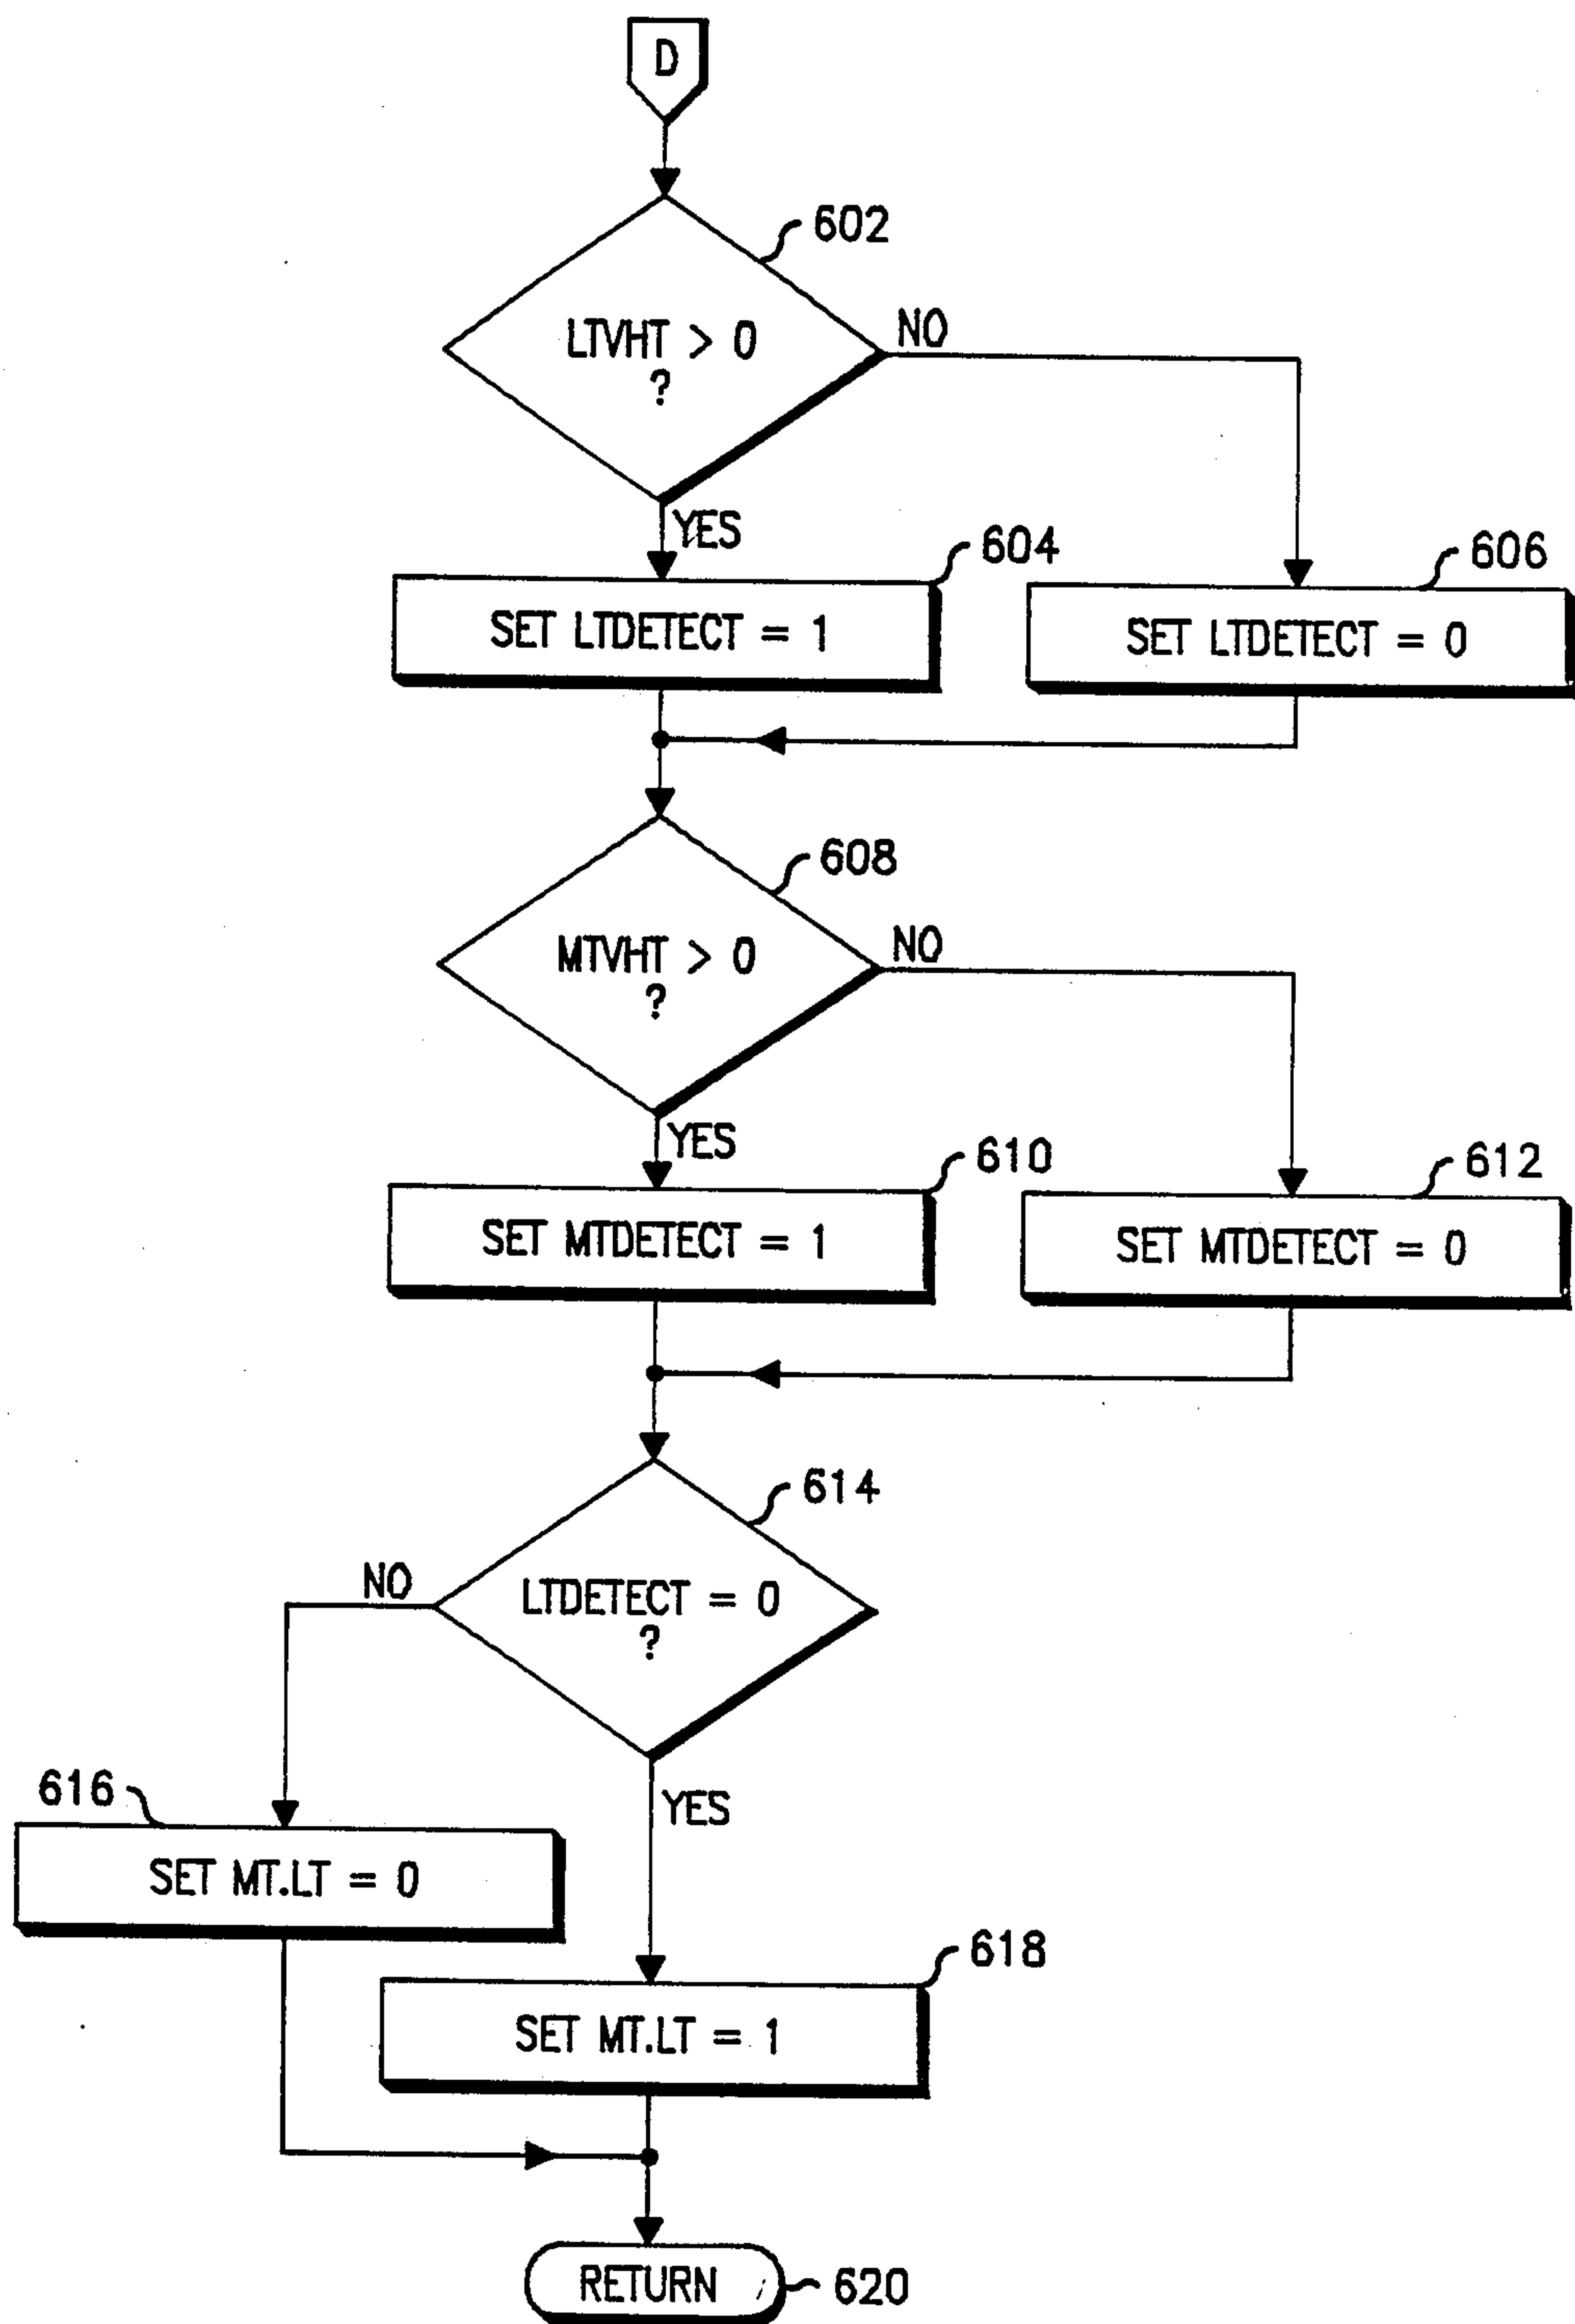 D
602
LTVHT > 0
?
NO
YES
604
606
SET LTDETECT = 1
SET LTDETECT = 0
608
MTVHT > 0
?
NO
YES
610
612
SET MTDETECT = 1
SET MTDETECT = 0
614
NO
LTDETECT = 0
?
YES
616
SET MT.LT = 0
618
SET MT.LT = 1
RETURN
620